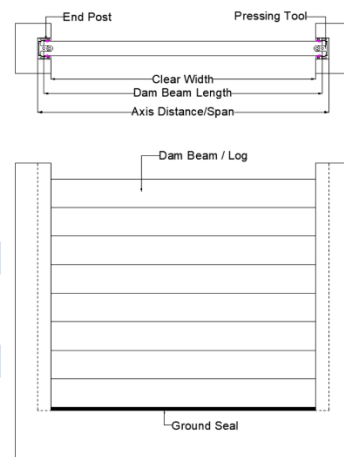 End Post
Pressing Tool
Clear Width
Dam Beam Length
Axis Distance/Span
Dam Beam / Log
Ground Seal